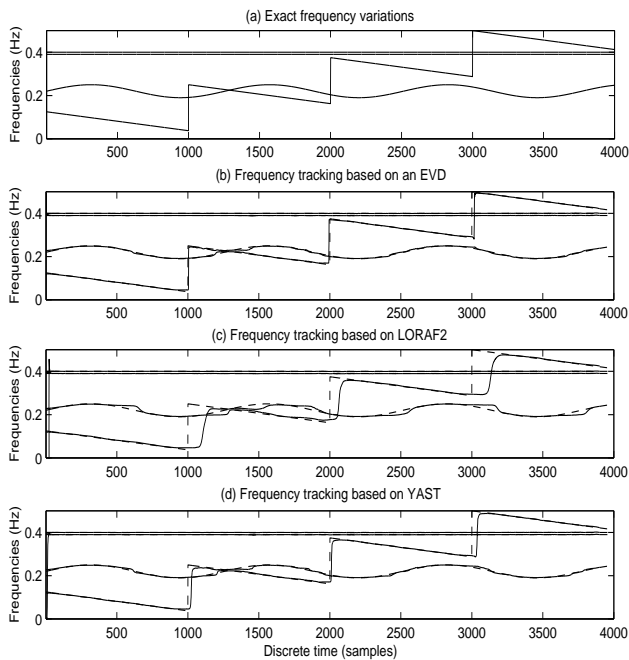 (a) Exact frequency variations
Frequencies (Hz)
0.4
0.2
0
500 1000 1500 2000 2500 3000 3500 4000
(b) Frequency tracking based on an EVD
Frequencies (Hz)
0.4
0.2
0
500 1000 1500 2000 2500 3000 3500 4000
(c) Frequency tracking based on LORAF2
Frequencies (Hz)
0.4
0.2
0
500 1000 1500 2000 2500 3000 3500 4000
(d) Frequency tracking based on YAST
Frequencies (Hz)
0.4
0.2
0
500 1000 1500 2000 2500 3000 3500 4000
Discrete time (samples)